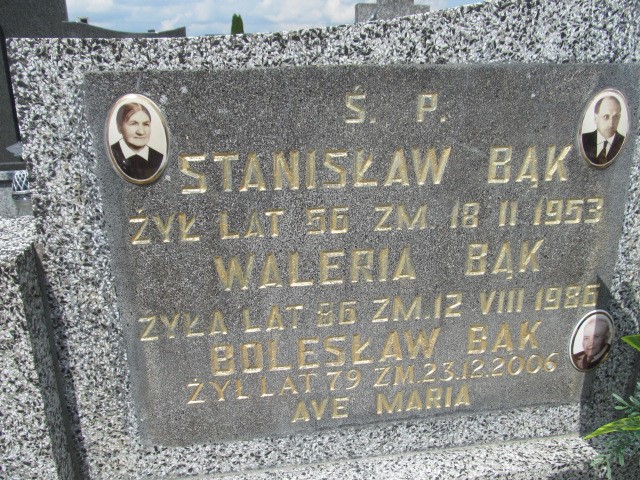 Ś. P.
STANISŁAW BĄK
ŻYŁ LAT 56 ZM. 18 II 1953
WALERIA BĄK
ŻYŁA LAT 86 ZM. 12 VIII 1986
BOLESŁAW BĄK
ŻYŁ LAT 79 ZM. 23.12.2006
AVE MARIA